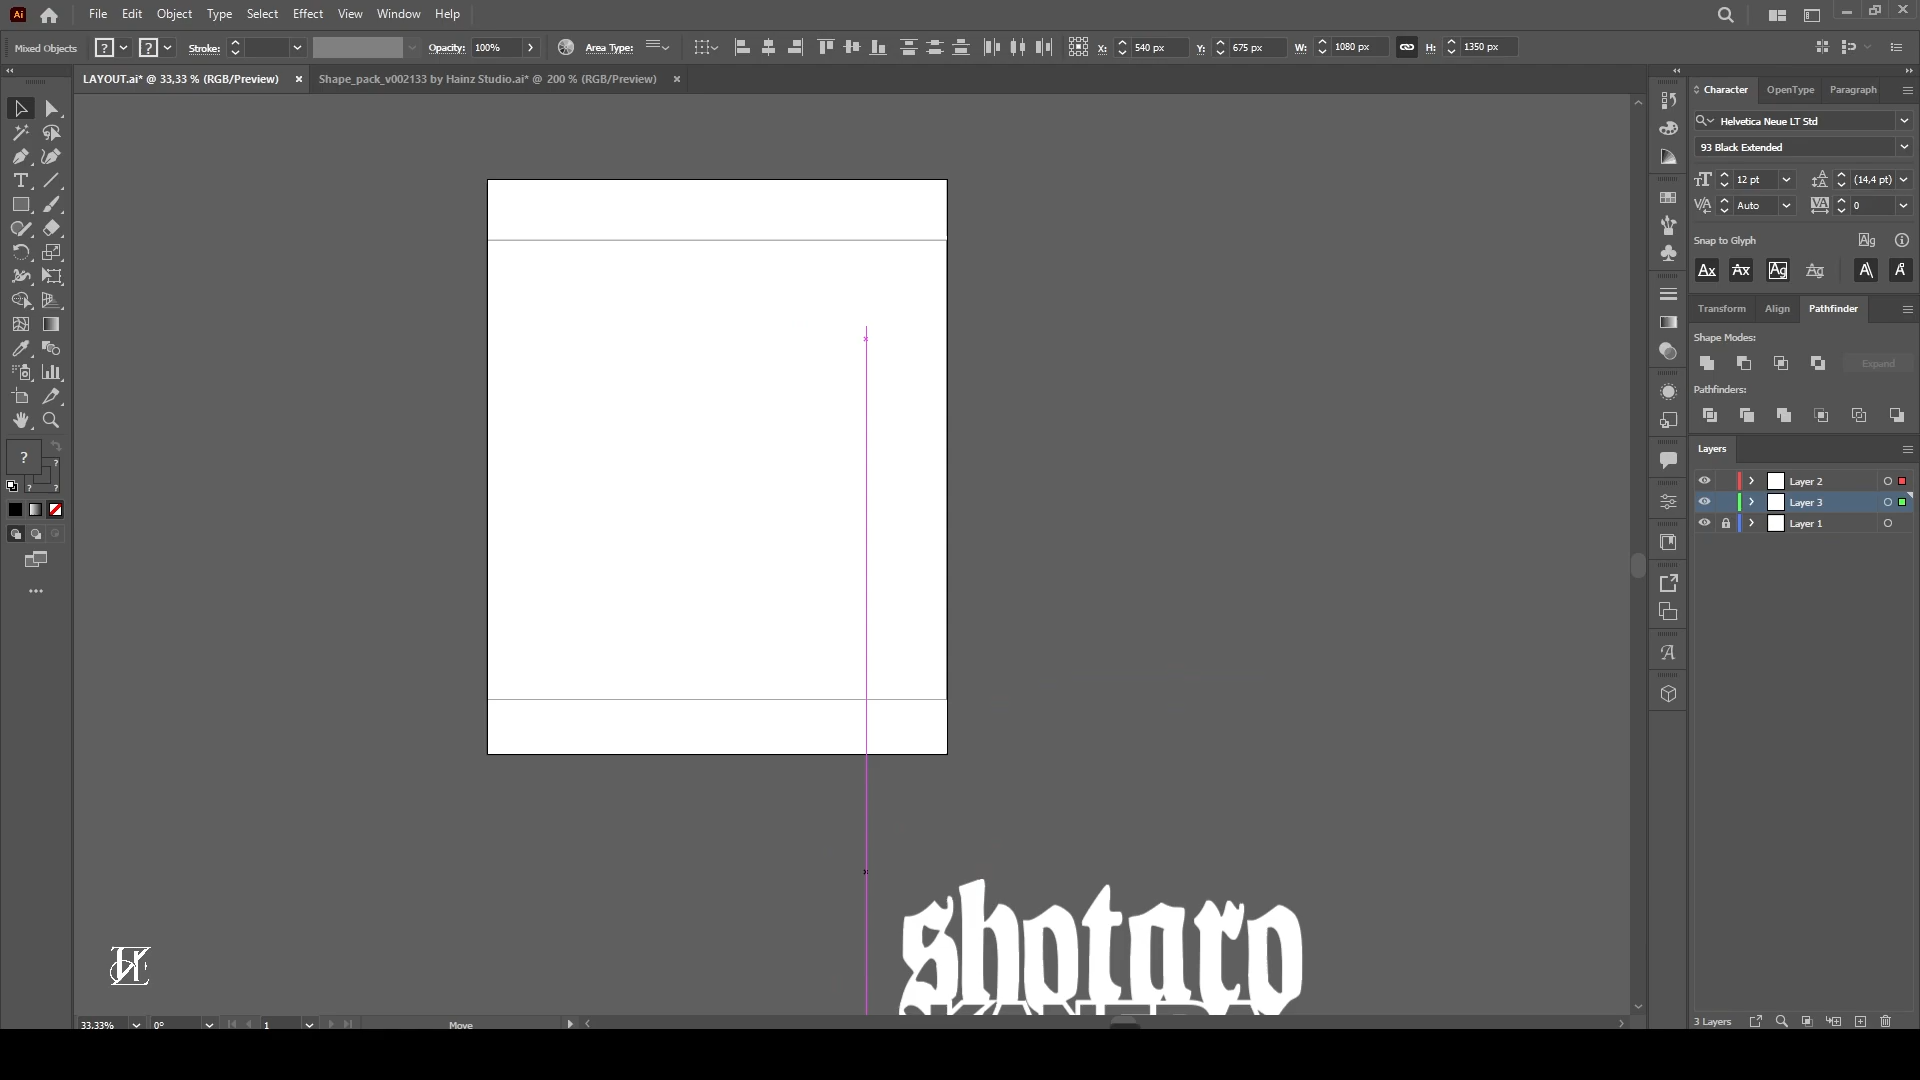 Ai File Edit Object Type Select Effect View Window Help
Mixed Objects ? ? Stroke: Opacity: 100% Area Type: X: 540 px Y: 675 px W: 1080 px H: 1350 px
LAYOUT.ai* @ 33,33 % (RGB/Preview) × Shape_pack_v002133 by Hainz Studio.ai* @ 200 % (RGB/Preview) ×
Character OpenType Paragraph
Helvetica Neue LT Std
93 Black Extended
12 pt (14,4 pt)
Auto 0
Snap to Glyph
Transform Align Pathfinder
Shape Modes:
Expand
Pathfinders:
Layers
Layer 2
Layer 3
Layer 1
shotaro
33,33% 0° 1 Move
3 Layers